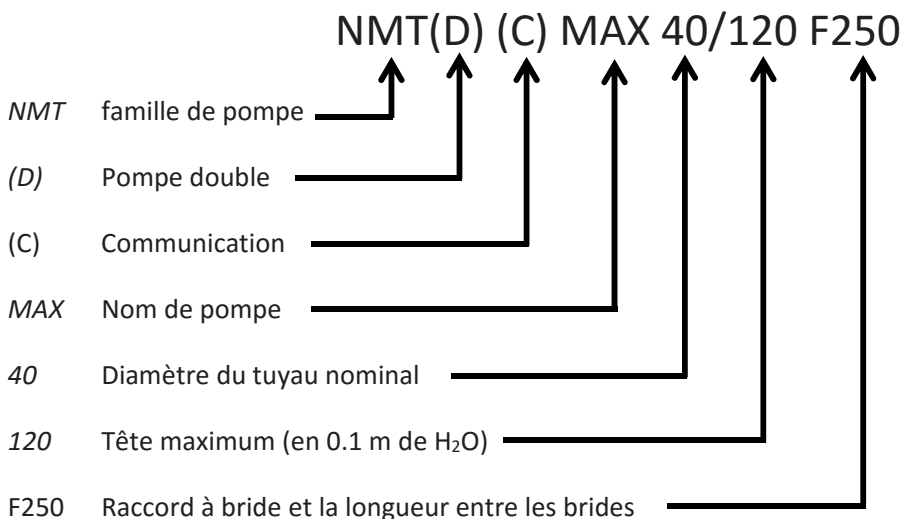 NMT(D) (C) MAX 40/120 F250
NMT famille de pompe
(D) Pompe double
(C) Communication
MAX Nom de pompe
40 Diamètre du tuyau nominal
120 Tête maximum (en 0.1 m de H₂O)
F250 Raccord à bride et la longueur entre les brides